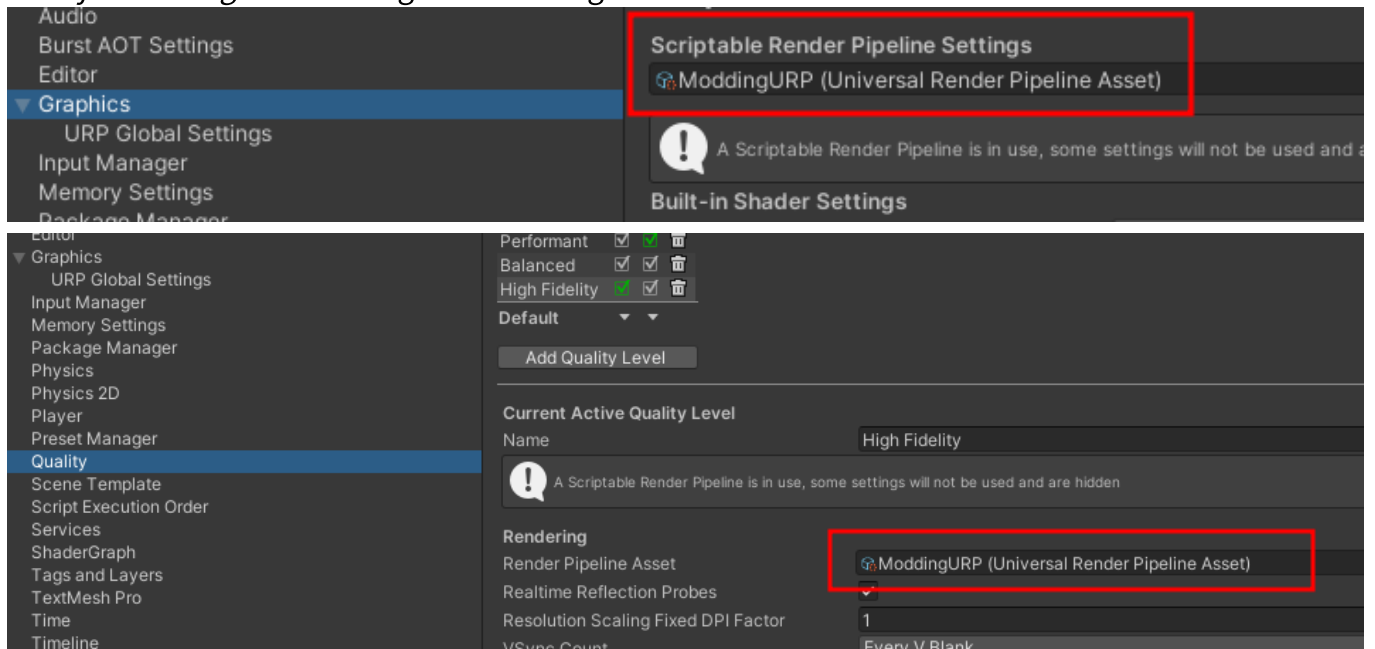 Audio
Burst AOT Settings
Editor
Graphics
URP Global Settings
Input Manager
Memory Settings
Package Manager
Scriptable Render Pipeline Settings
ModdingURP (Universal Render Pipeline Asset)
A Scriptable Render Pipeline is in use, some settings will not be used and a
Built-in Shader Settings
Editor
Graphics
URP Global Settings
Input Manager
Memory Settings
Package Manager
Physics
Physics 2D
Player
Preset Manager
Quality
Scene Template
Script Execution Order
Services
ShaderGraph
Tags and Layers
TextMesh Pro
Time
Timeline
Performant
Balanced
High Fidelity
Default
Add Quality Level
Current Active Quality Level
Name High Fidelity
A Scriptable Render Pipeline is in use, some settings will not be used and are hidden
Rendering
Render Pipeline Asset ModdingURP (Universal Render Pipeline Asset)
Realtime Reflection Probes
Resolution Scaling Fixed DPI Factor 1
VSync Count Every V Blank